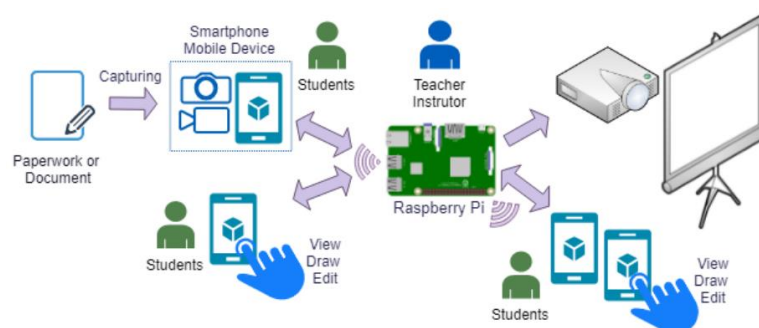 Smartphone
Mobile Device
Capturing
Students
Teacher
Instrutor
Paperwork or
Document
Raspberry Pi
Students
View
Draw
Edit
Students
View
Draw
Edit